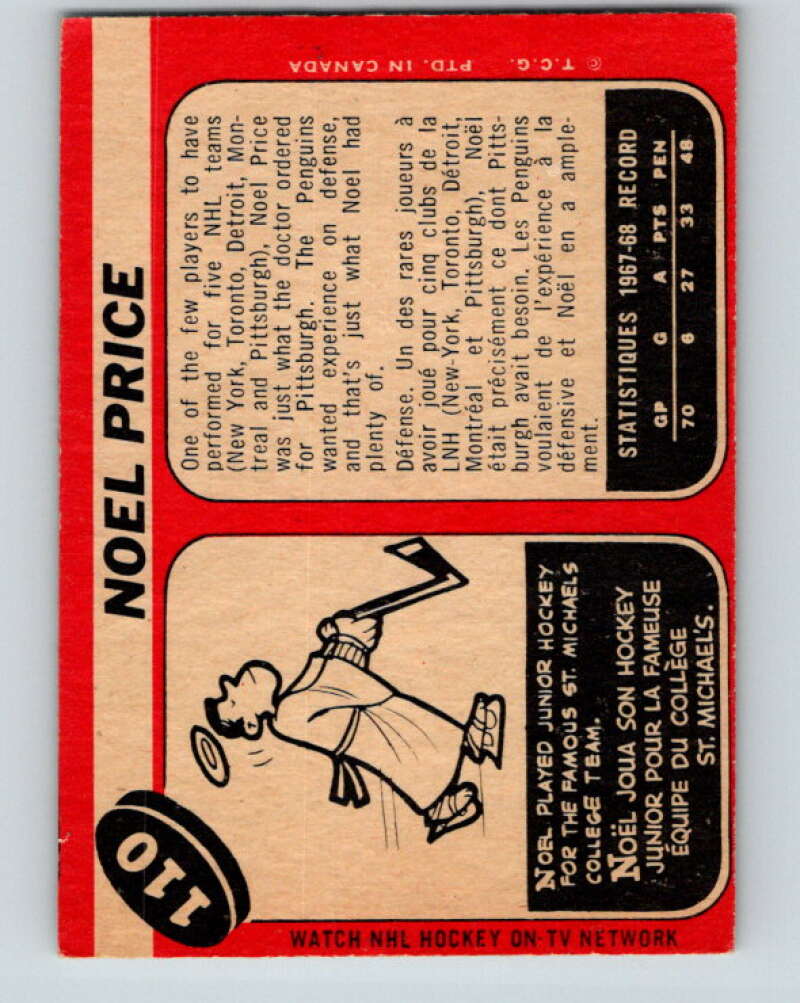 110
NOEL PRICE
NOEL PLAYED JUNIOR HOCKEY
FOR THE FAMOUS ST. MICHAELS
COLLEGE TEAM.
NOËL JOUA SON HOCKEY
JUNIOR POUR LA FAMEUSE
ÉQUIPE DU COLLÈGE
ST. MICHAEL'S.
WATCH NHL HOCKEY ON TV NETWORK
One of the few players to have
performed for five NHL teams
(New York, Toronto, Detroit, Mon-
treal and Pittsburgh), Noel Price
was just what the doctor ordered
for Pittsburgh. The Penguins
wanted experience on defense,
and that's just what Noel had
plenty of.
Défense. Un des rares joueurs à
avoir joué pour cinq clubs de la
LNH (New-York, Toronto, Détroit,
Montréal et Pittsburgh), Noël
était précisément ce dont Pitts-
burgh avait besoin. Les Penguins
voulaient de l'expérience à la
défensive et Noël en a ample-
ment.
STATISTIQUES 1967-68 RECORD
GP G A PTS PEN
70 6 27 33 48
© T.C.G. PTD. IN CANADA